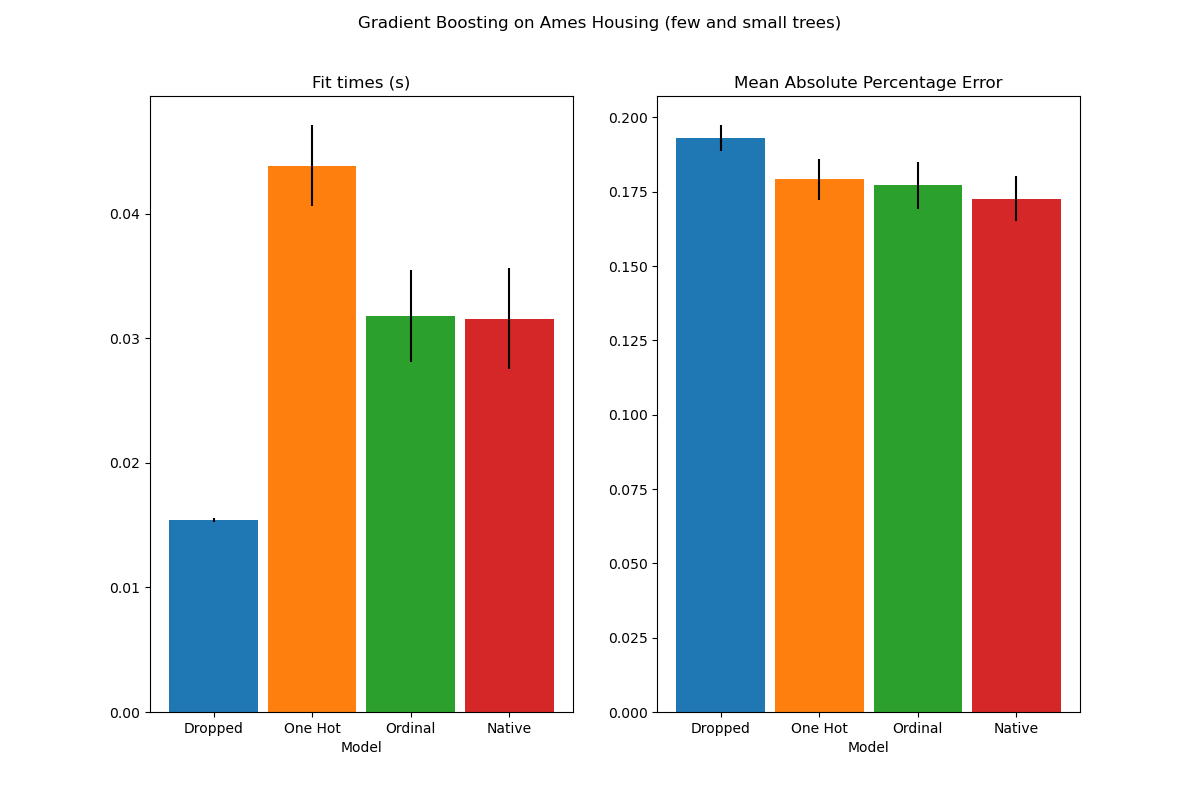 Gradient Boosting on Ames Housing (few and small trees)
Fit times (s)
0.04
0.03
0.02
0.01
0.00
Dropped
One Hot
Ordinal
Native
Model
Mean Absolute Percentage Error
0.200
0.175
0.150
0.125
0.100
0.075
0.050
0.025
0.000
Dropped
One Hot
Ordinal
Native
Model